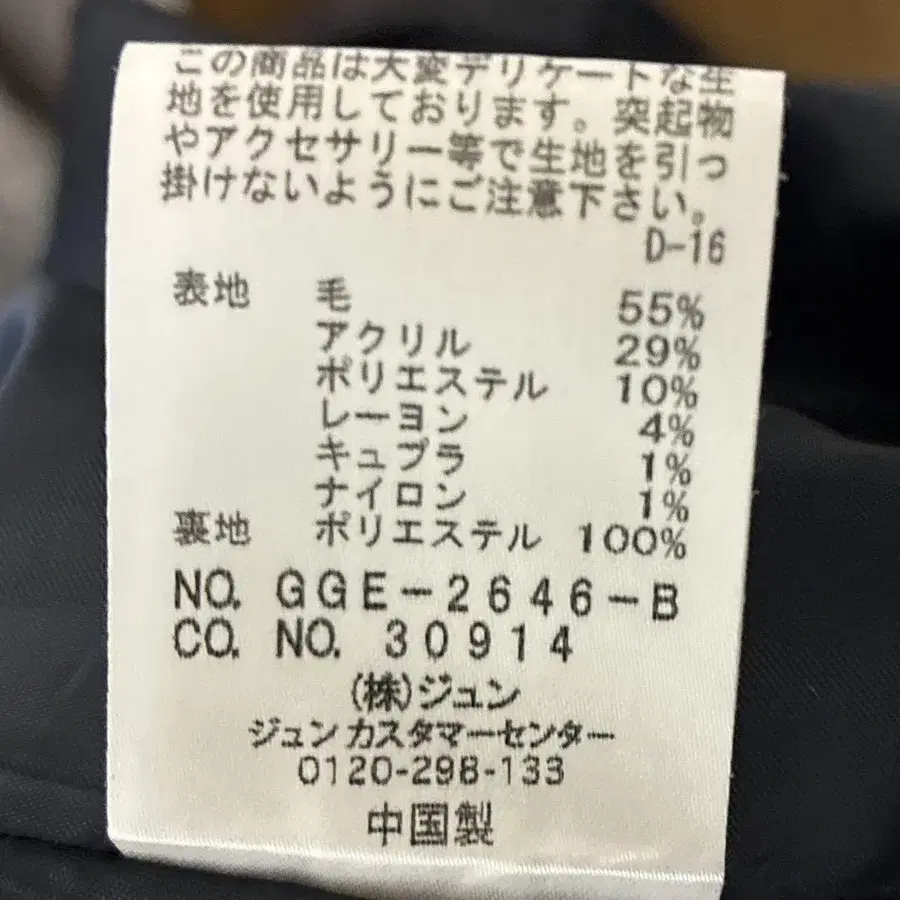 この商品は大変デリケートな生
地を使用しております。突起物
やアクセサリー等で生地を引っ
掛けないようにご注意下さい。
D-16
表地 毛 55%
アクリル 29%
ポリエステル 10%
レーヨン 4%
キュプラ 1%
ナイロン 1%
裏地 ポリエステル 100%
NO. GGE-2646-B
CO. NO. 30914
(株)ジュン
ジュンカスタマーセンター
0120-298-133
中国製